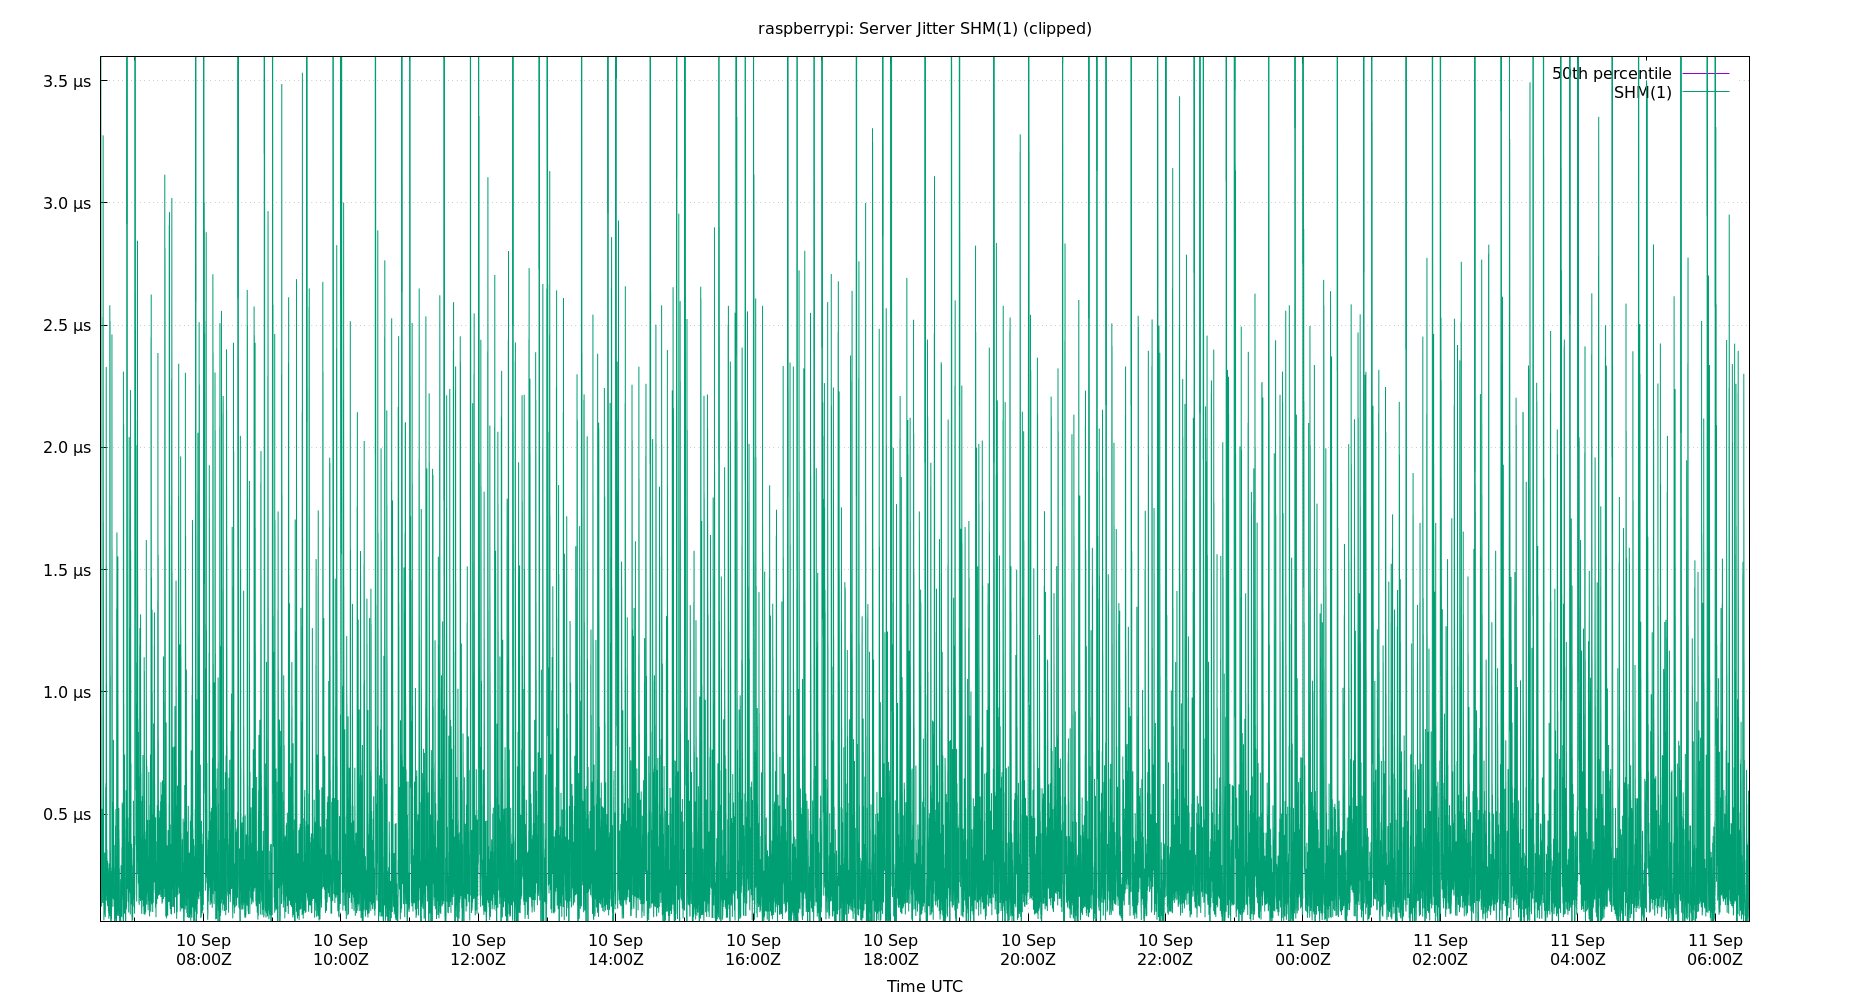 raspberrypi: Server Jitter SHM(1) (clipped)
50th percentile
SHM(1)
3.5 μs
3.0 μs
2.5 μs
2.0 μs
1.5 μs
1.0 μs
0.5 μs
10 Sep 10 Sep 10 Sep 10 Sep 10 Sep 10 Sep 10 Sep 10 Sep 11 Sep 11 Sep 11 Sep 11 Sep
08:00Z 10:00Z 12:00Z 14:00Z 16:00Z 18:00Z 20:00Z 22:00Z 00:00Z 02:00Z 04:00Z 06:00Z
Time UTC